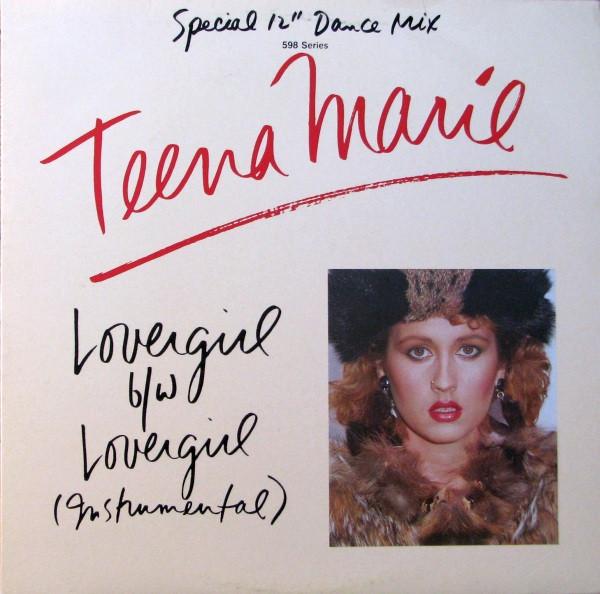 Special 12" Dance Mix
598 Series
Teena Marie
Lovergirl
b/w
Lovergirl
(Instrumental)